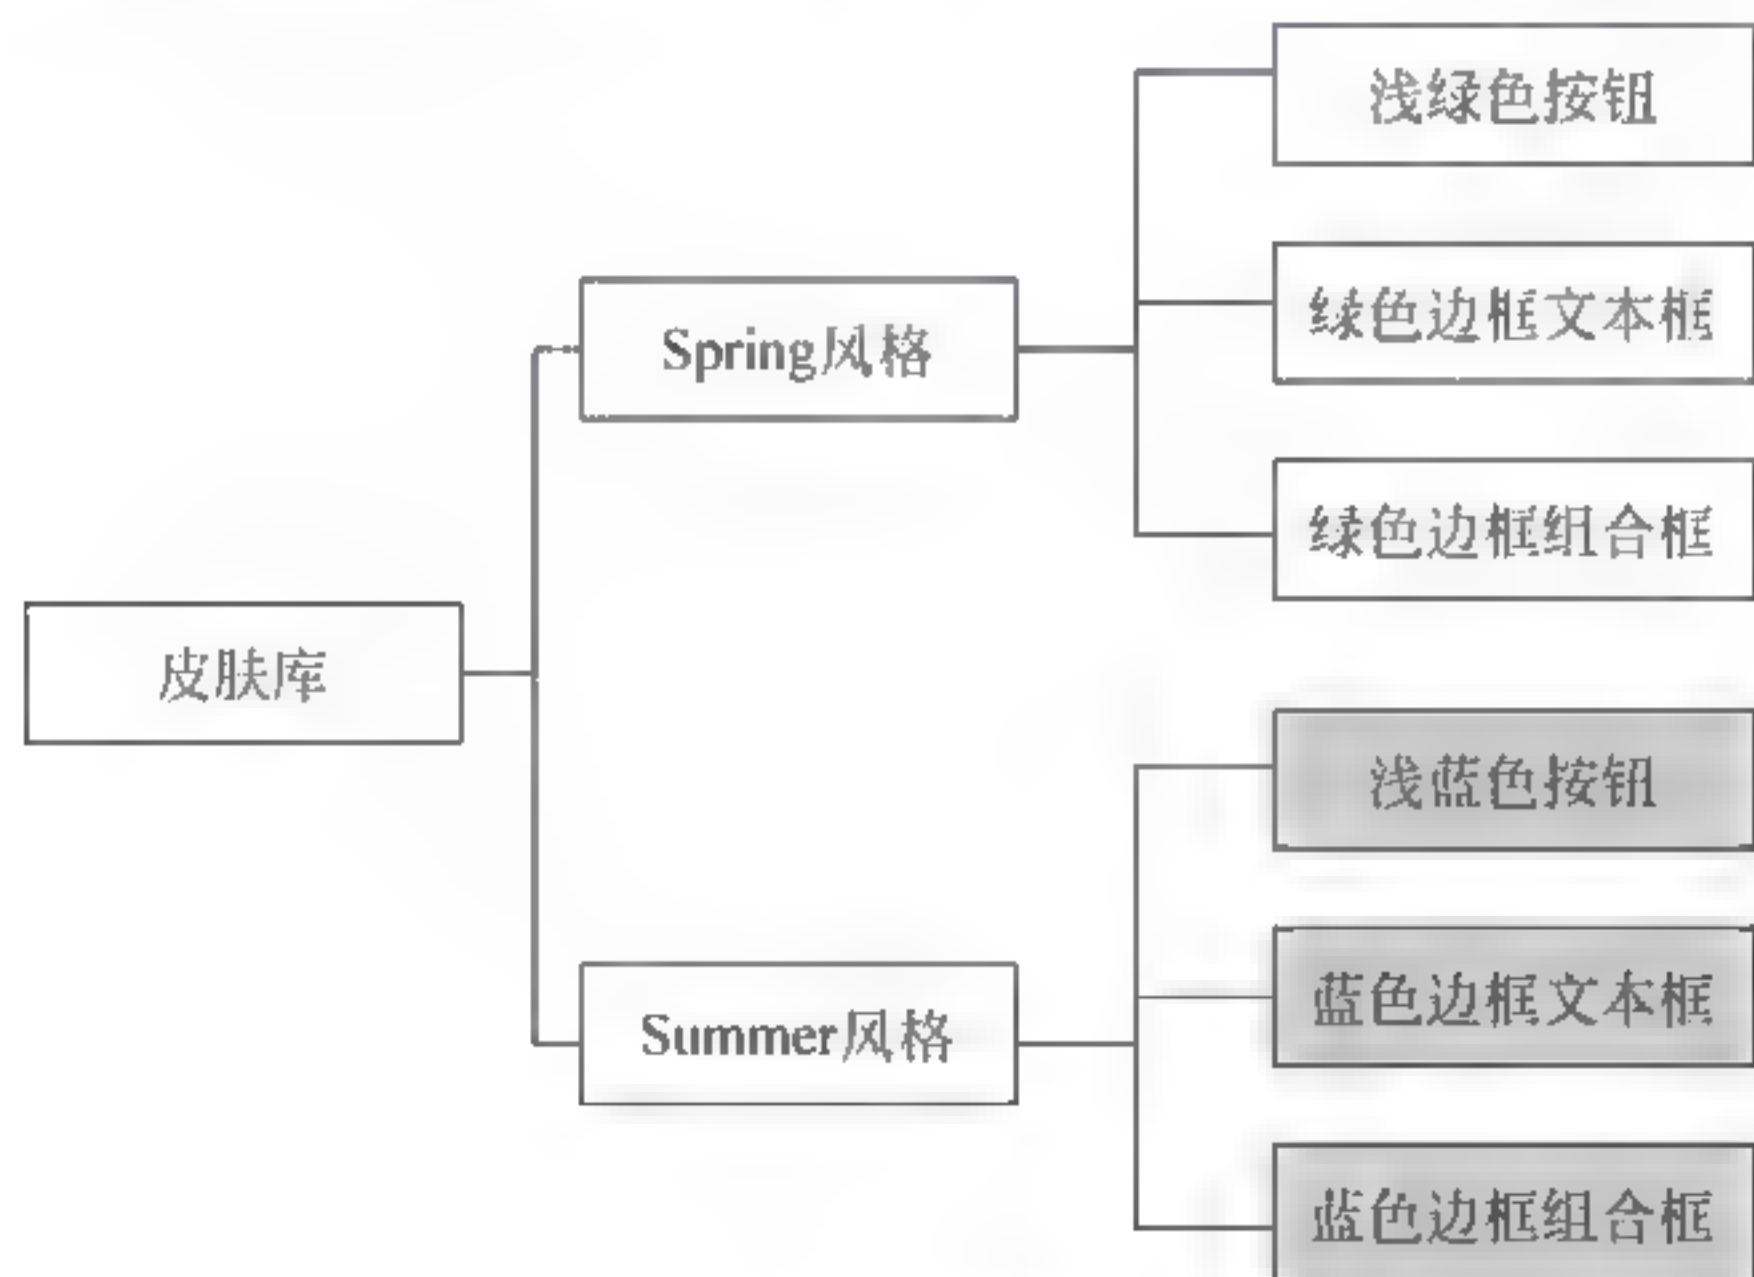 浅绿色按钮
绿色边框文本框
Spring风格
绿色边框组合框
皮肤库
浅蓝色按钮
蓝色边框文本框
Summer风格
蓝色边框组合框